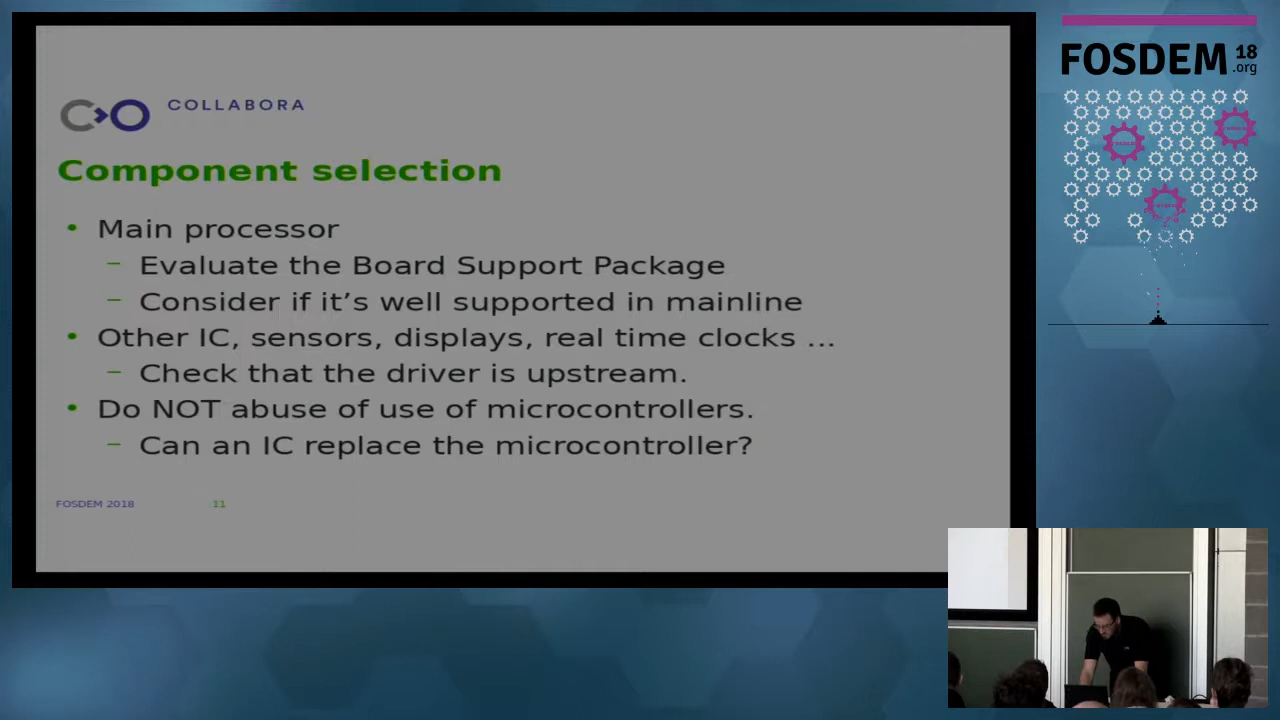 COLLABORA
Component selection
• Main processor
– Evaluate the Board Support Package
– Consider if it’s well supported in mainline
• Other IC, sensors, displays, real time clocks ...
– Check that the driver is upstream.
• Do NOT abuse of use of microcontrollers.
– Can an IC replace the microcontroller?
FOSDEM 2018 11
FOSDEM 18
.org